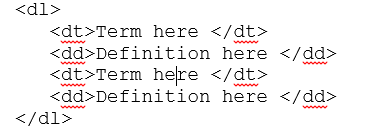 <dl>
<dt>Term here </dt>
<dd>Definition here </dd>
<dt>Term here </dt>
<dd>Definition here </dd>
</dl>